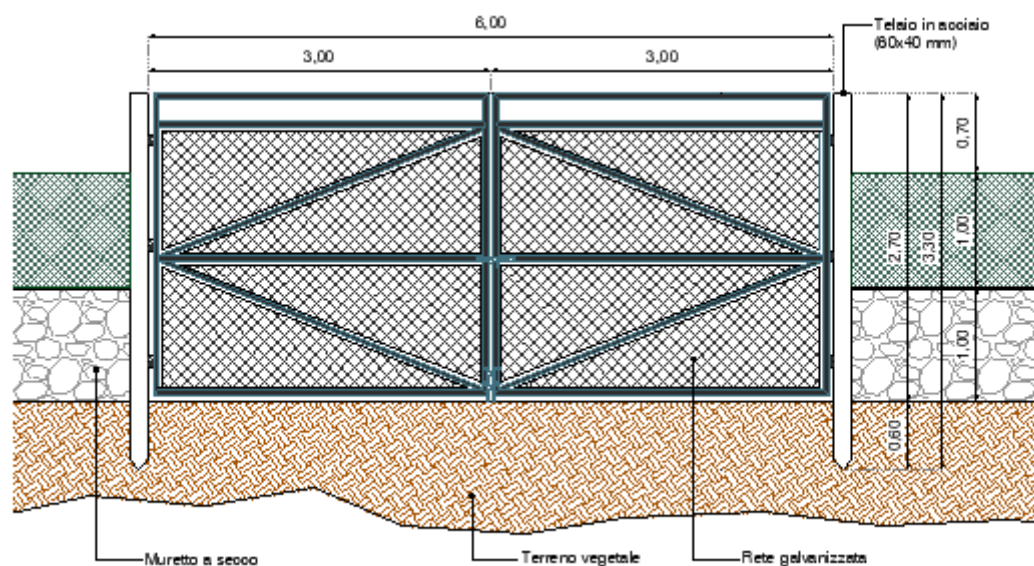 6,00
Telaio in acciaio
(60x40 mm)
3,00
3,00
0,70
2,70
3,30
1,00
1,00
0,60
Muretto a secco
Terreno vegetale
Rete galvanizzata